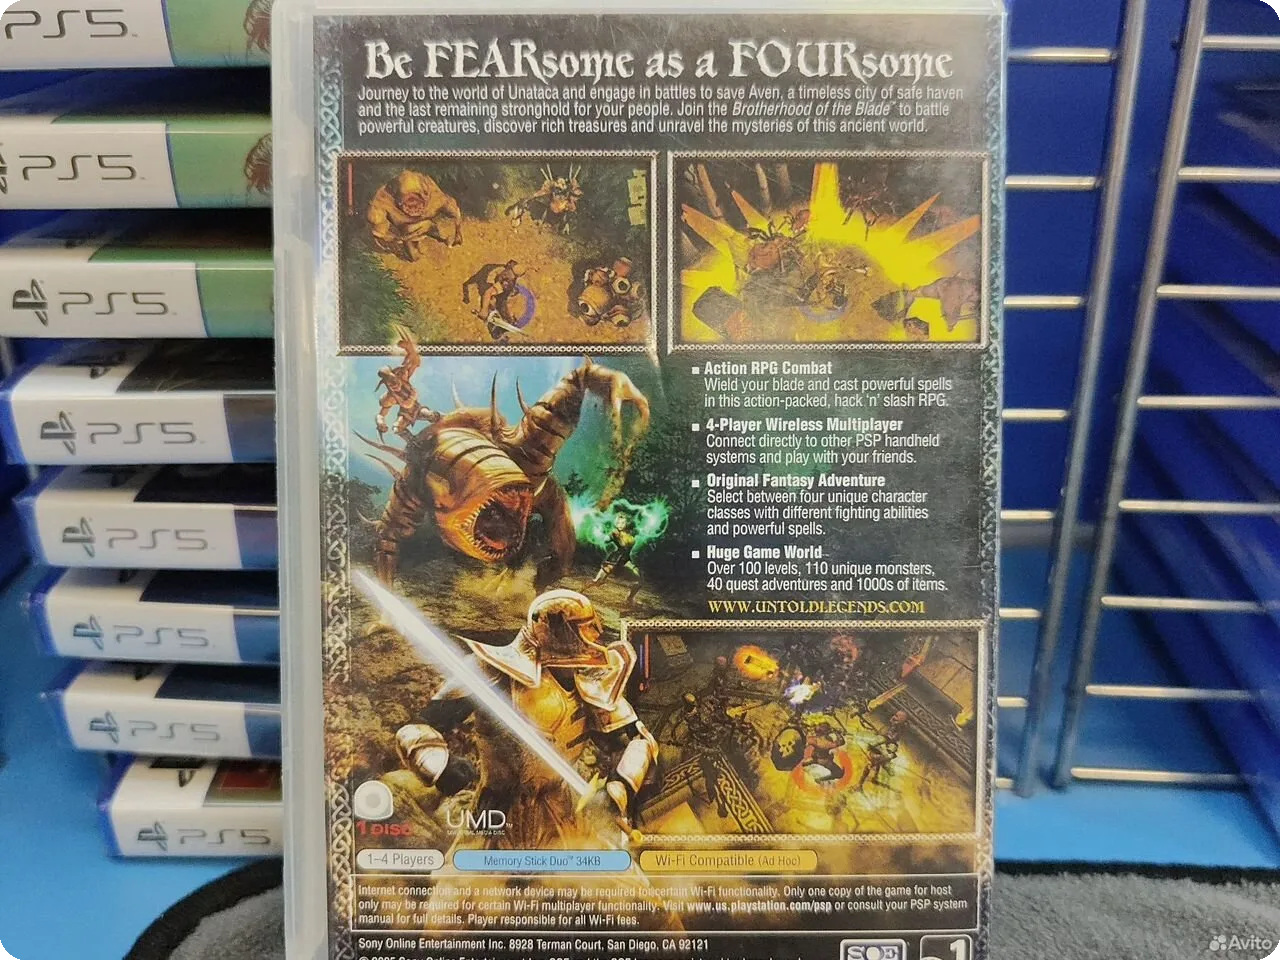 Be FEARsome as a FOURsome
Journey to the world of Unataca and engage in battles to save Aven, a timeless city of safe haven
and the last remaining stronghold for your people. Join the Brotherhood of the Blade™ to battle
powerful creatures, discover rich treasures and unravel the mysteries of this ancient world.
■ Action RPG Combat
Wield your blade and cast powerful spells
in this action-packed, hack 'n' slash RPG.
■ 4-Player Wireless Multiplayer
Connect directly to other PSP handheld
systems and play with your friends.
■ Original Fantasy Adventure
Select between four unique character
classes with different fighting abilities
and powerful spells.
■ Huge Game World
Over 100 levels, 110 unique monsters,
40 quest adventures and 1000s of items.
WWW.UNTOLDLEGENDS.COM
1 DISC
UMD™
UNIVERSAL MEDIA DISC
1-4 Players
Memory Stick Duo™ 34KB
Wi-Fi Compatible (Ad Hoc)
Internet connection and a network device may be required for certain Wi-Fi functionality. Only one copy of the game for host
only may be required for certain Wi-Fi multiplayer functionality. Visit www.us.playstation.com/psp or consult your PSP system
manual for full details. Player responsible for all Wi-Fi fees.
Sony Online Entertainment Inc. 8928 Terman Court, San Diego, CA 92121
SOE
1
PS5
PS5
PS5
PS5
PS5
PS5
PS5
PS5
Avito